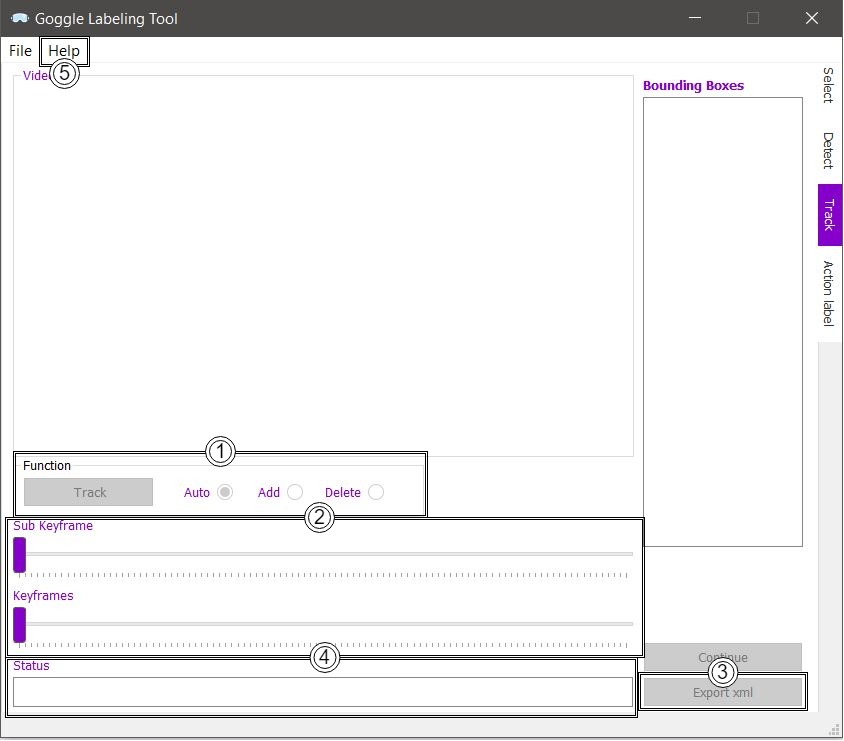 Goggle Labeling Tool
File Help
5
Video
Bounding Boxes
Select
Detect
Track
Action label
1
Function
Track Auto Add Delete
2
Sub Keyframe
Keyframes
4
Status
Continue
3
Export xml